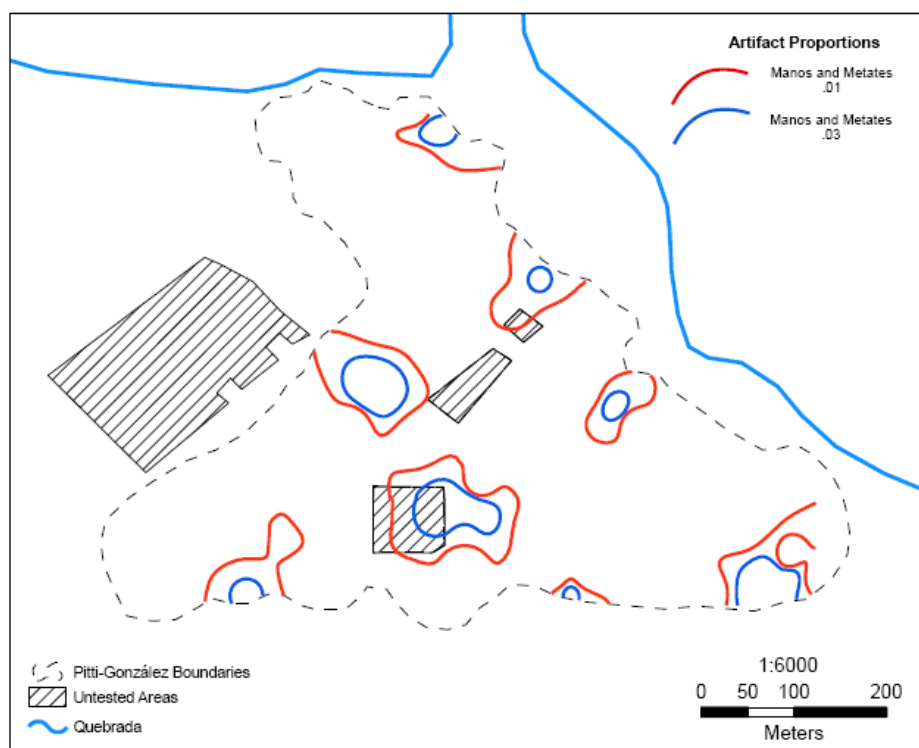 Artifact Proportions
Manos and Metates
.01
Manos and Metates
.03
Pitti-González Boundaries
Untested Areas
Quebrada
1:6000
0 50 100 200
Meters